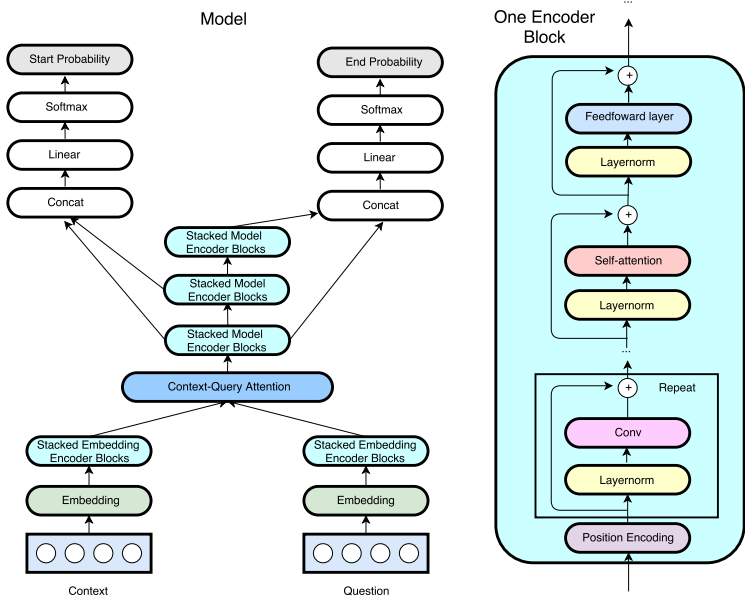 Model
Start Probability
Softmax
Linear
Concat
End Probability
Softmax
Linear
Concat
Stacked Model
Encoder Blocks
Stacked Model
Encoder Blocks
Stacked Model
Encoder Blocks
Context-Query Attention
Stacked Embedding
Encoder Blocks
Stacked Embedding
Encoder Blocks
Embedding
Embedding
Context
Question
One Encoder
Block
...
+
Feedfoward layer
Layernorm
+
Self-attention
Layernorm
...
+
Repeat
Conv
Layernorm
Position Encoding